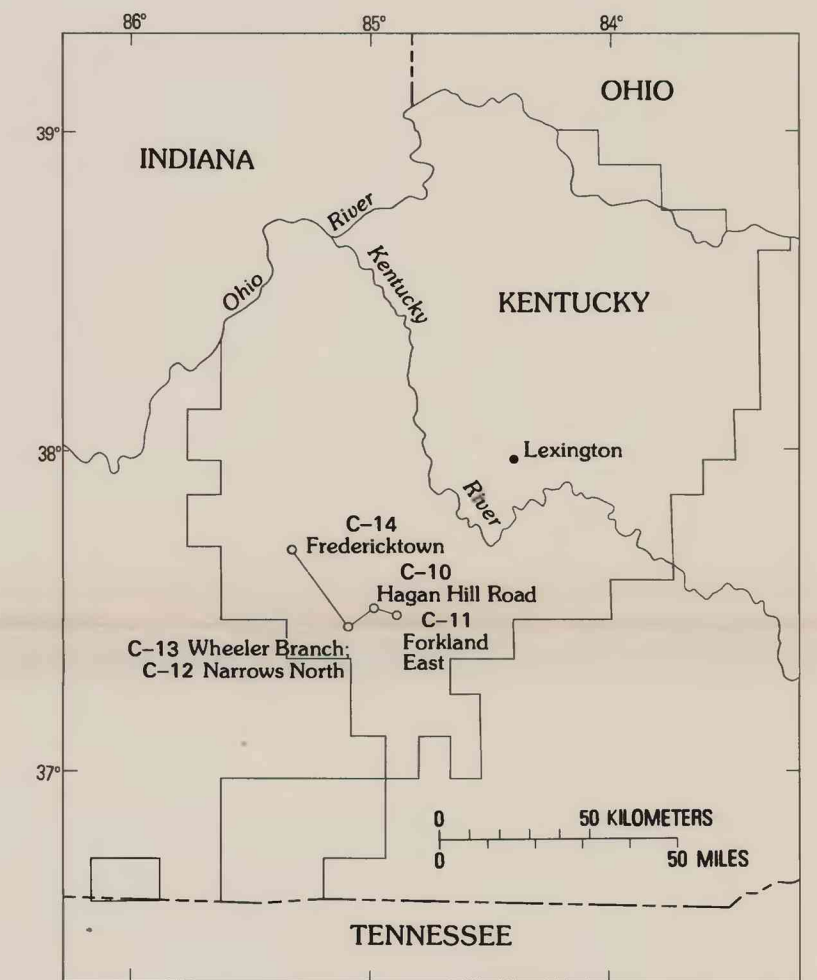 86° 85° 84°
OHIO
39°
INDIANA
River
Kentucky
Ohio
KENTUCKY
38°
Lexington
River
C–14
Fredericktown
C–10
Hagan Hill Road
C–11
Forkland
East
C–13 Wheeler Branch;
C–12 Narrows North
37°
0 50 KILOMETERS
0 50 MILES
TENNESSEE